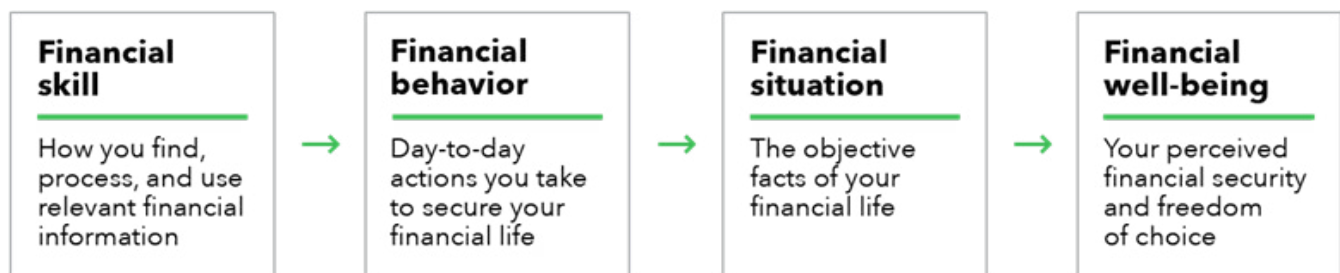 Financial
skill
How you find,
process, and use
relevant financial
information
→
Financial
behavior
Day-to-day
actions you take
to secure your
financial life
→
Financial
situation
The objective
facts of your
financial life
→
Financial
well-being
Your perceived
financial security
and freedom
of choice